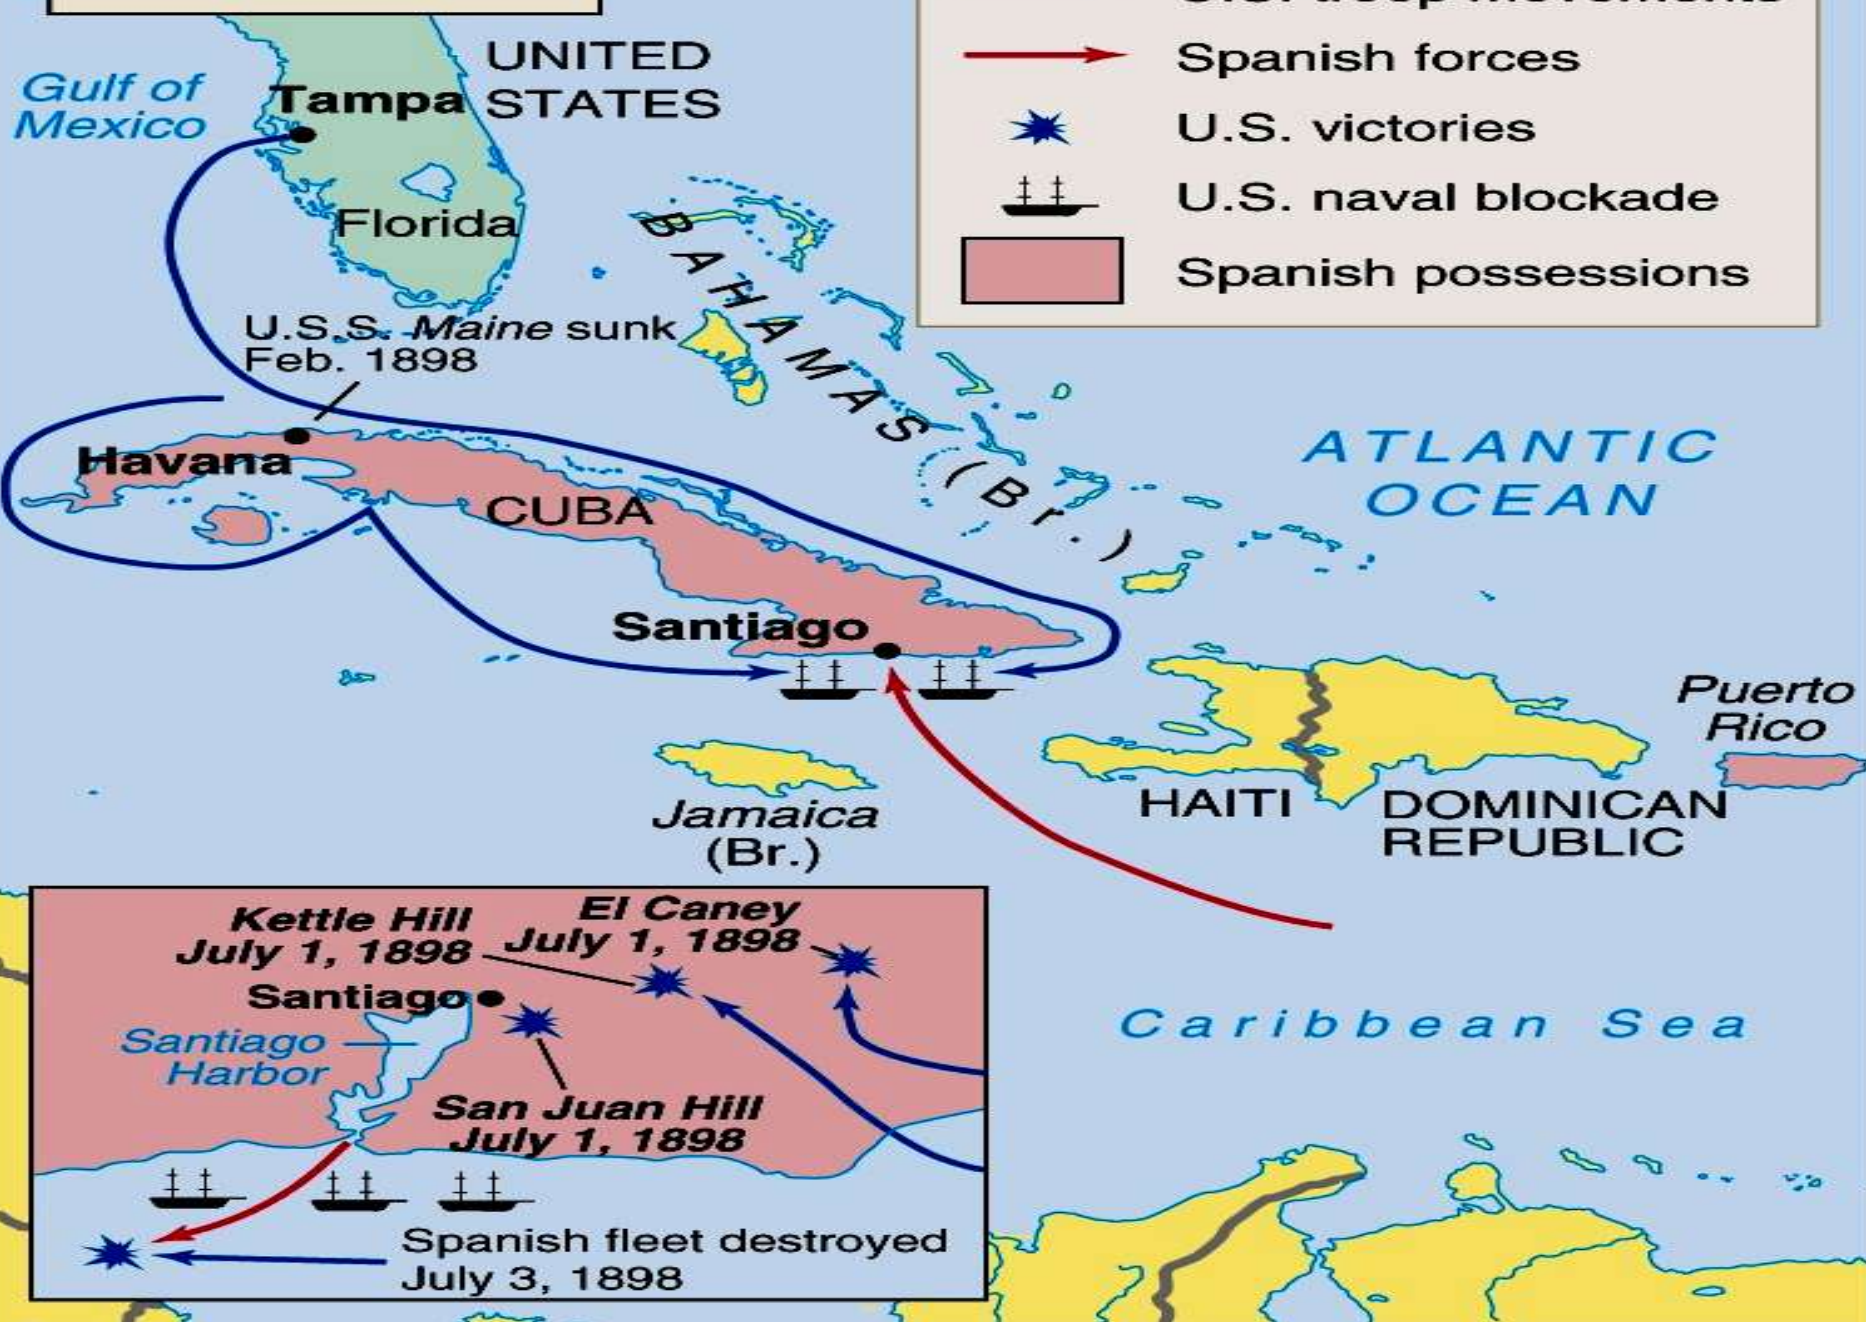 U.S. troop movements
Spanish forces
U.S. victories
U.S. naval blockade
Spanish possessions
UNITED
STATES
Gulf of
Mexico
Tampa
Florida
BAHAMAS (Br.)
U.S.S. Maine sunk
Feb. 1898
Havana
CUBA
ATLANTIC
OCEAN
Santiago
Puerto
Rico
HAITI
DOMINICAN
REPUBLIC
Jamaica
(Br.)
Caribbean Sea
Kettle Hill
July 1, 1898
El Caney
July 1, 1898
Santiago
Santiago
Harbor
San Juan Hill
July 1, 1898
Spanish fleet destroyed
July 3, 1898